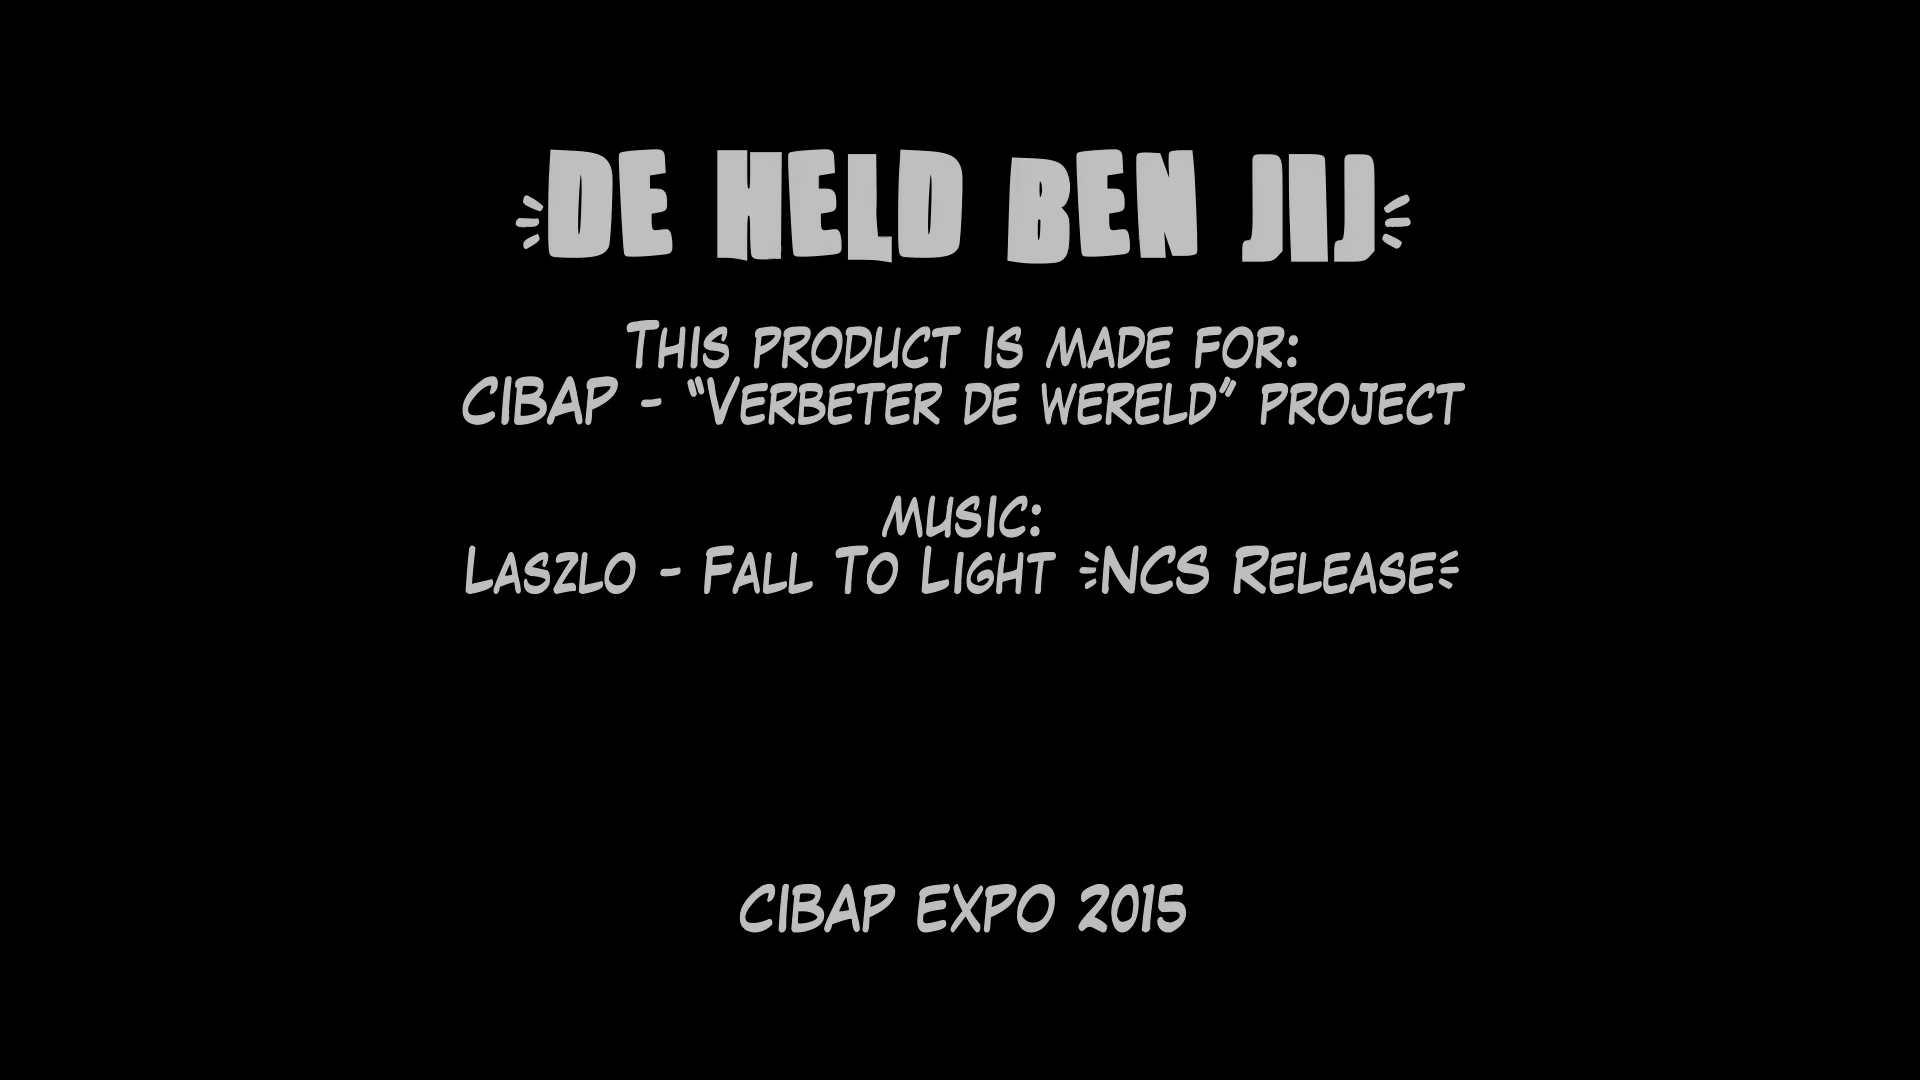 DE HELD BEN JIJ
THIS PRODUCT IS MADE FOR:
CIBAP - "VERBETER DE WERELD" PROJECT
MUSIC:
LASZLO - FALL TO LIGHT NCS RELEASE
CIBAP EXPO 2015